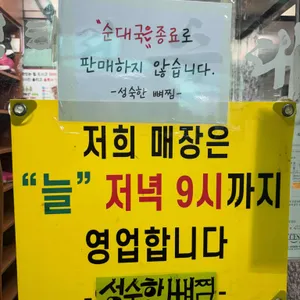 "순대국"은 종료로
판매하지 않습니다.
-성숙한 뼈찜-
저희 매장은
"늘" 저녁 9시까지
영업합니다
-성숙한 뼈찜-